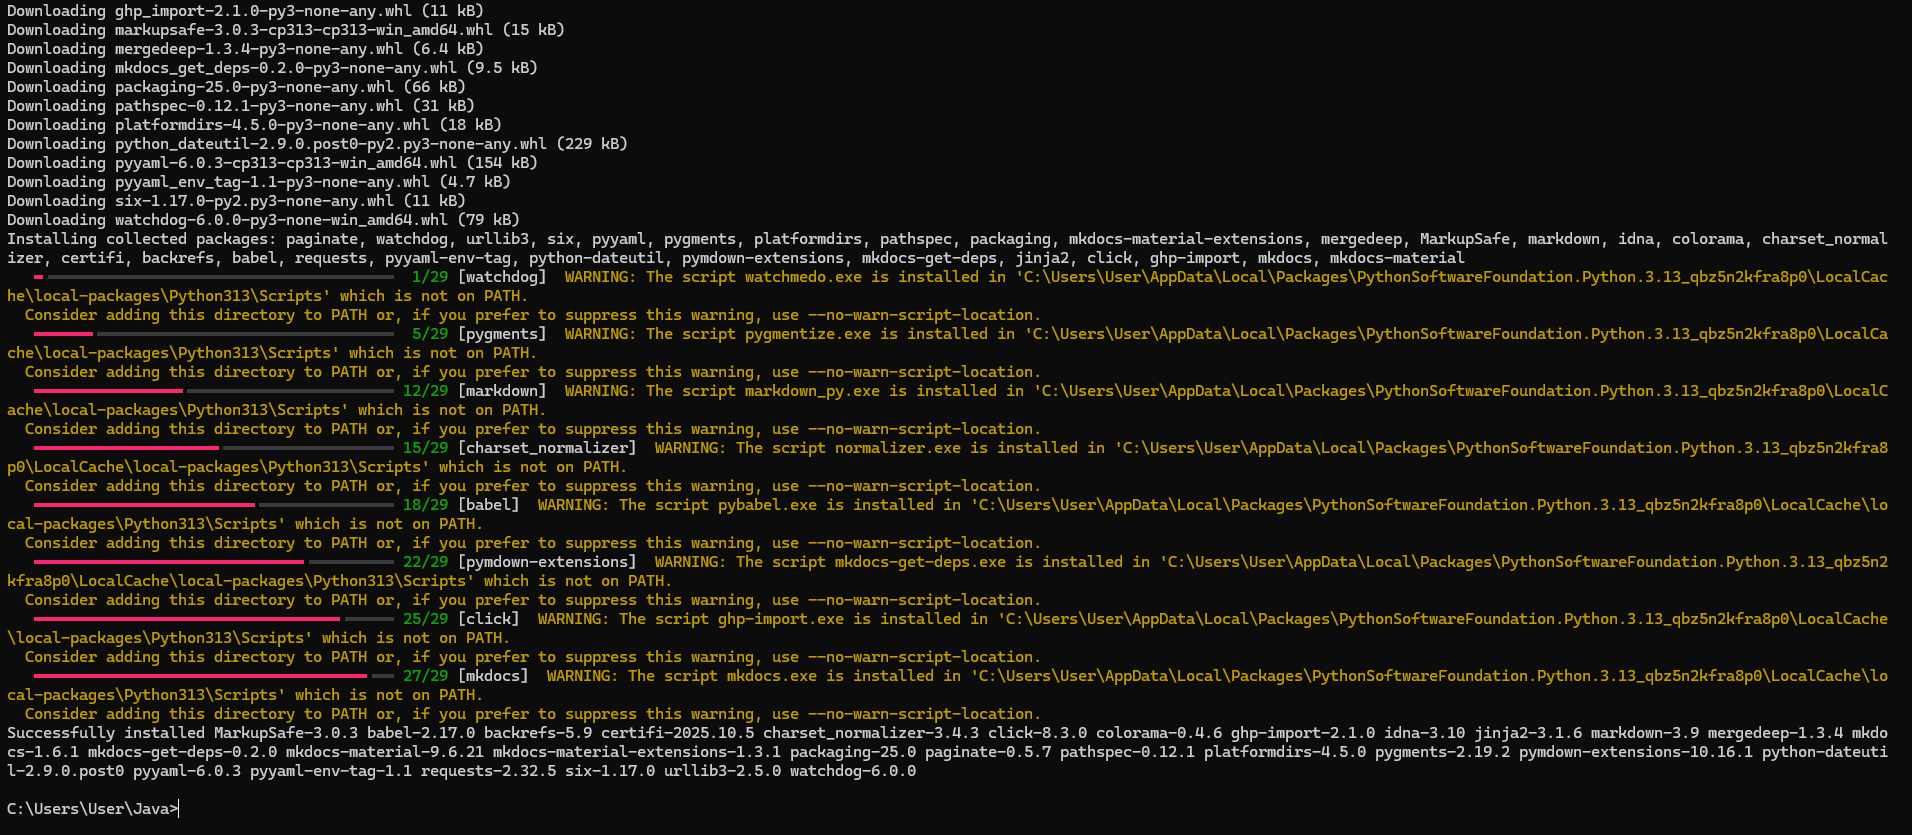 Downloading ghp_import-2.1.0-py3-none-any.whl (11 kB)
Downloading markupsafe-3.0.3-cp313-cp313-win_amd64.whl (15 kB)
Downloading mergedeep-1.3.4-py3-none-any.whl (6.4 kB)
Downloading mkdocs_get_deps-0.2.0-py3-none-any.whl (9.5 kB)
Downloading packaging-25.0-py3-none-any.whl (66 kB)
Downloading pathspec-0.12.1-py3-none-any.whl (31 kB)
Downloading platformdirs-4.5.0-py3-none-any.whl (18 kB)
Downloading python_dateutil-2.9.0.post0-py2.py3-none-any.whl (229 kB)
Downloading pyyaml-6.0.3-cp313-cp313-win_amd64.whl (154 kB)
Downloading pyyaml_env_tag-1.1-py3-none-any.whl (4.7 kB)
Downloading six-1.17.0-py2.py3-none-any.whl (11 kB)
Downloading watchdog-6.0.0-py3-none-win_amd64.whl (79 kB)
Installing collected packages: paginate, watchdog, urllib3, six, pyyaml, pygments, platformdirs, pathspec, packaging, mkdocs-material-extensions, mergedeep, MarkupSafe, markdown, idna, colorama, charset_normal
izer, certifi, backrefs, babel, requests, pyyaml-env-tag, python-dateutil, pymdown-extensions, mkdocs-get-deps, jinja2, click, ghp-import, mkdocs, mkdocs-material
1/29 [watchdog]  WARNING: The script watchmedo.exe is installed in 'C:\Users\User\AppData\Local\Packages\PythonSoftwareFoundation.Python.3.13_qbz5n2kfra8p0\LocalCac
he\local-packages\Python313\Scripts' which is not on PATH.
Consider adding this directory to PATH or, if you prefer to suppress this warning, use --no-warn-script-location.
5/29 [pygments]  WARNING: The script pygmentize.exe is installed in 'C:\Users\User\AppData\Local\Packages\PythonSoftwareFoundation.Python.3.13_qbz5n2kfra8p0\LocalCa
che\local-packages\Python313\Scripts' which is not on PATH.
Consider adding this directory to PATH or, if you prefer to suppress this warning, use --no-warn-script-location.
12/29 [markdown]  WARNING: The script markdown_py.exe is installed in 'C:\Users\User\AppData\Local\Packages\PythonSoftwareFoundation.Python.3.13_qbz5n2kfra8p0\LocalC
ache\local-packages\Python313\Scripts' which is not on PATH.
Consider adding this directory to PATH or, if you prefer to suppress this warning, use --no-warn-script-location.
15/29 [charset_normalizer]  WARNING: The script normalizer.exe is installed in 'C:\Users\User\AppData\Local\Packages\PythonSoftwareFoundation.Python.3.13_qbz5n2kfra8
p0\LocalCache\local-packages\Python313\Scripts' which is not on PATH.
Consider adding this directory to PATH or, if you prefer to suppress this warning, use --no-warn-script-location.
18/29 [babel]  WARNING: The script pybabel.exe is installed in 'C:\Users\User\AppData\Local\Packages\PythonSoftwareFoundation.Python.3.13_qbz5n2kfra8p0\LocalCache\lo
cal-packages\Python313\Scripts' which is not on PATH.
Consider adding this directory to PATH or, if you prefer to suppress this warning, use --no-warn-script-location.
22/29 [pymdown-extensions]  WARNING: The script mkdocs-get-deps.exe is installed in 'C:\Users\User\AppData\Local\Packages\PythonSoftwareFoundation.Python.3.13_qbz5n2
kfra8p0\LocalCache\local-packages\Python313\Scripts' which is not on PATH.
Consider adding this directory to PATH or, if you prefer to suppress this warning, use --no-warn-script-location.
25/29 [click]  WARNING: The script ghp-import.exe is installed in 'C:\Users\User\AppData\Local\Packages\PythonSoftwareFoundation.Python.3.13_qbz5n2kfra8p0\LocalCache
\local-packages\Python313\Scripts' which is not on PATH.
Consider adding this directory to PATH or, if you prefer to suppress this warning, use --no-warn-script-location.
27/29 [mkdocs]  WARNING: The script mkdocs.exe is installed in 'C:\Users\User\AppData\Local\Packages\PythonSoftwareFoundation.Python.3.13_qbz5n2kfra8p0\LocalCache\lo
cal-packages\Python313\Scripts' which is not on PATH.
Consider adding this directory to PATH or, if you prefer to suppress this warning, use --no-warn-script-location.
Successfully installed MarkupSafe-3.0.3 babel-2.17.0 backrefs-5.9 certifi-2025.10.5 charset_normalizer-3.4.3 click-8.3.0 colorama-0.4.6 ghp-import-2.1.0 idna-3.10 jinja2-3.1.6 markdown-3.9 mergedeep-1.3.4 mkdo
cs-1.6.1 mkdocs-get-deps-0.2.0 mkdocs-material-9.6.21 mkdocs-material-extensions-1.3.1 packaging-25.0 paginate-0.5.7 pathspec-0.12.1 platformdirs-4.5.0 pygments-2.19.2 pymdown-extensions-10.16.1 python-dateuti
l-2.9.0.post0 pyyaml-6.0.3 pyyaml-env-tag-1.1 requests-2.32.5 six-1.17.0 urllib3-2.5.0 watchdog-6.0.0
C:\Users\User\Java>